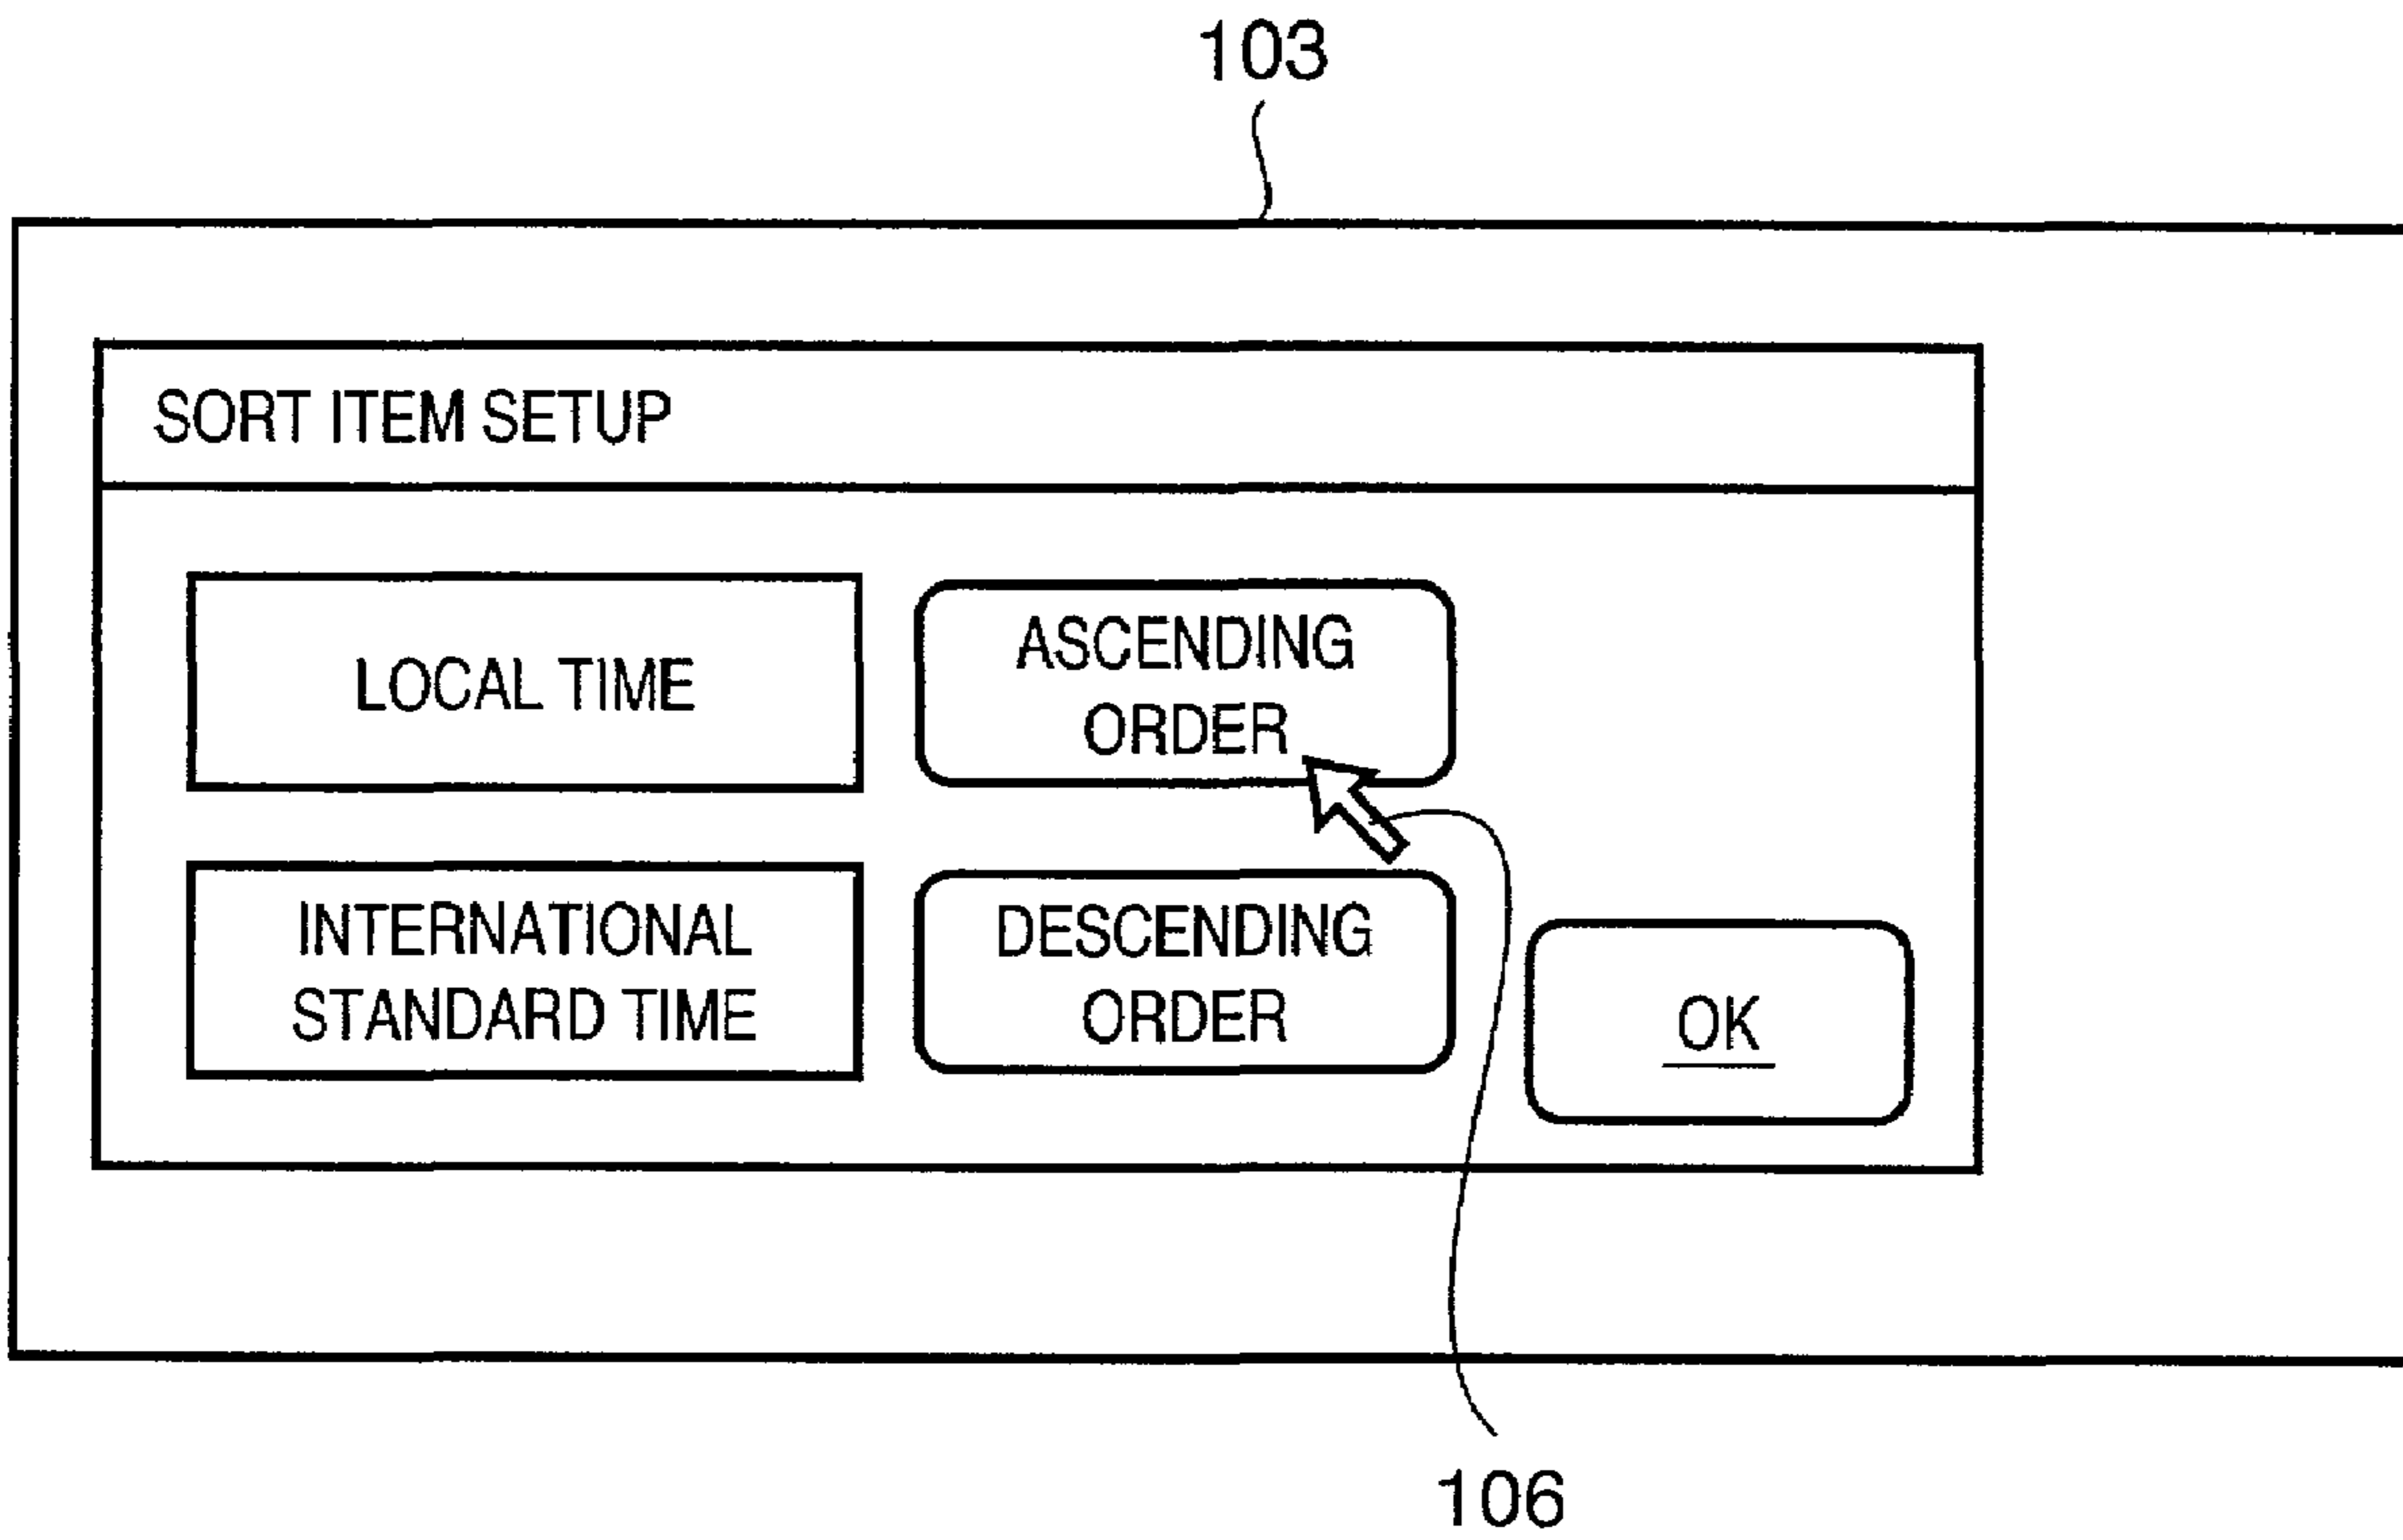 103
SORT ITEM SETUP
LOCAL TIME
ASCENDING
ORDER
INTERNATIONAL
STANDARD TIME
DESCENDING
ORDER
OK
106